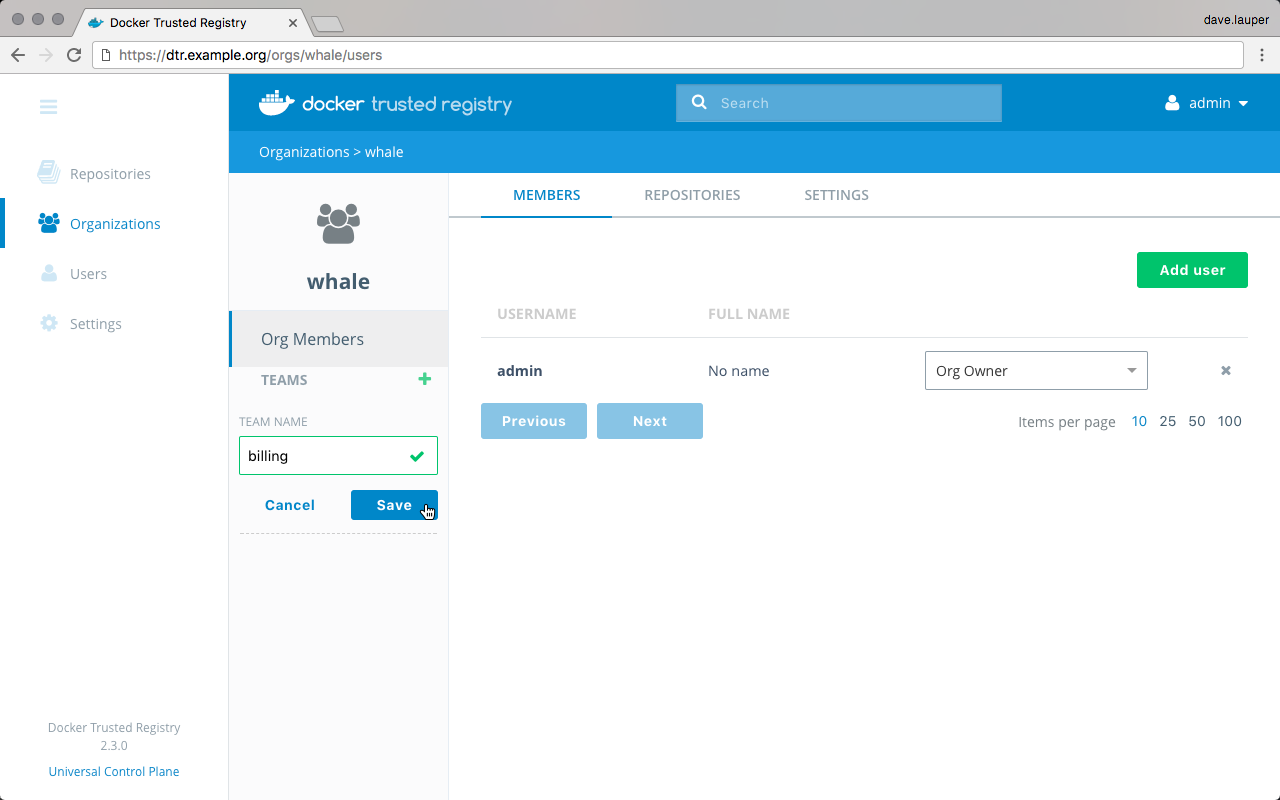 Docker Trusted Registry
dave.lauper
https://dtr.example.org/orgs/whale/users
docker trusted registry
Search
admin
Organizations > whale
Repositories
Organizations
Users
Settings
whale
Org Members
TEAMS
TEAM NAME
billing
Cancel
Save
MEMBERS
REPOSITORIES
SETTINGS
Add user
USERNAME
FULL NAME
admin
No name
Org Owner
Previous
Next
Items per page 10 25 50 100
Docker Trusted Registry
2.3.0
Universal Control Plane